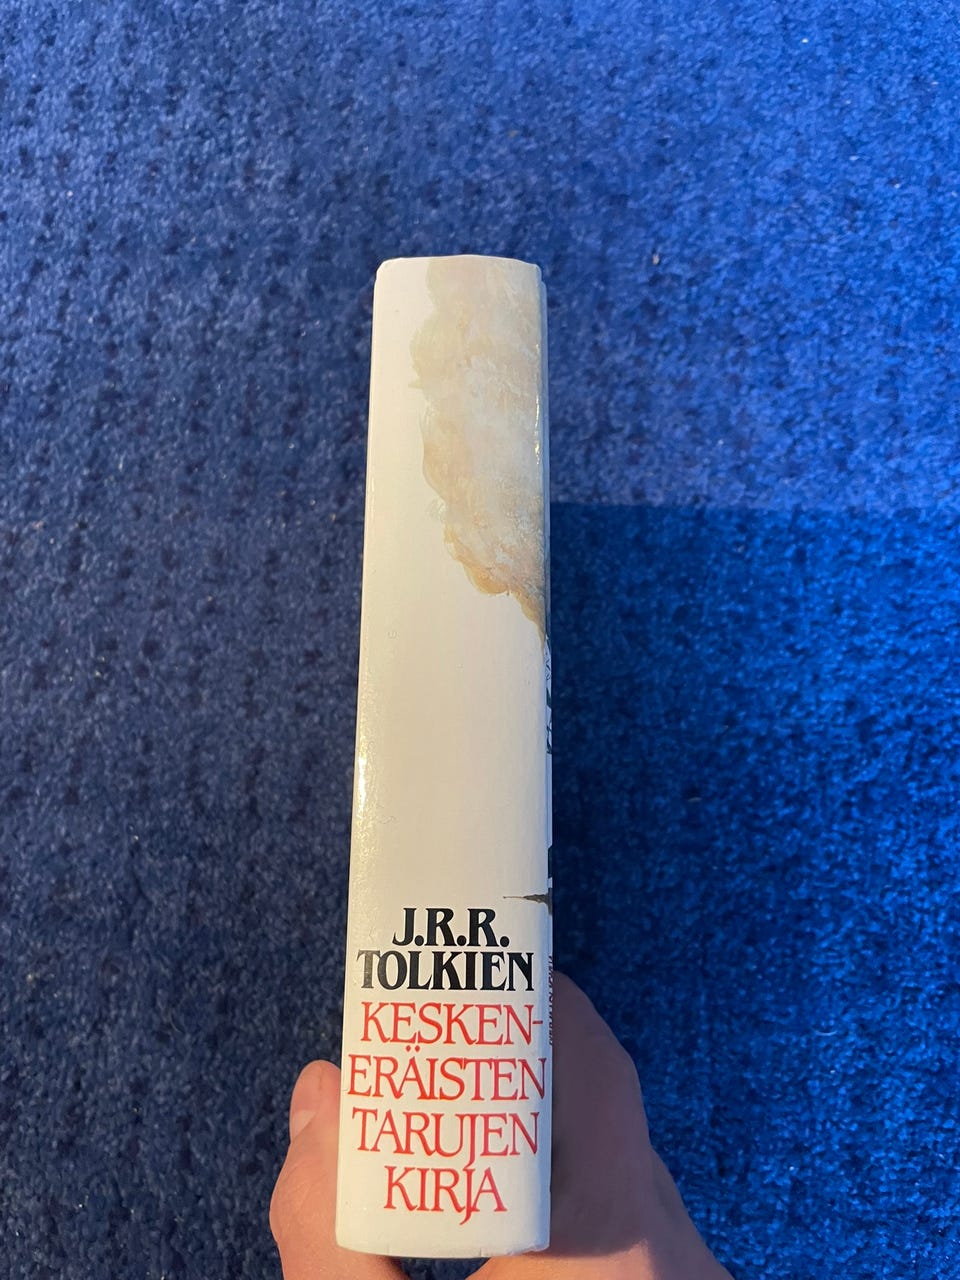 J.R.R.
TOLKIEN
KESKEN-
ERÄISTEN
TARUJEN
KIRJA